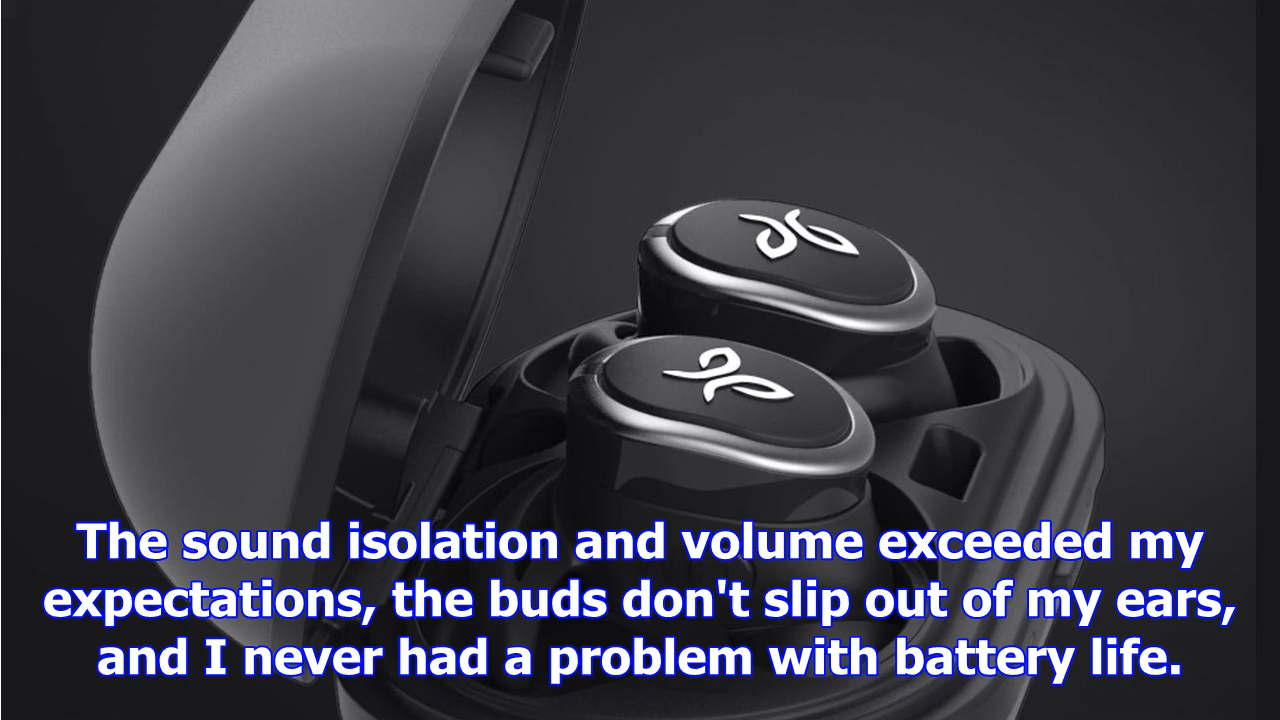 The sound isolation and volume exceeded my
expectations, the buds don't slip out of my ears,
and I never had a problem with battery life.